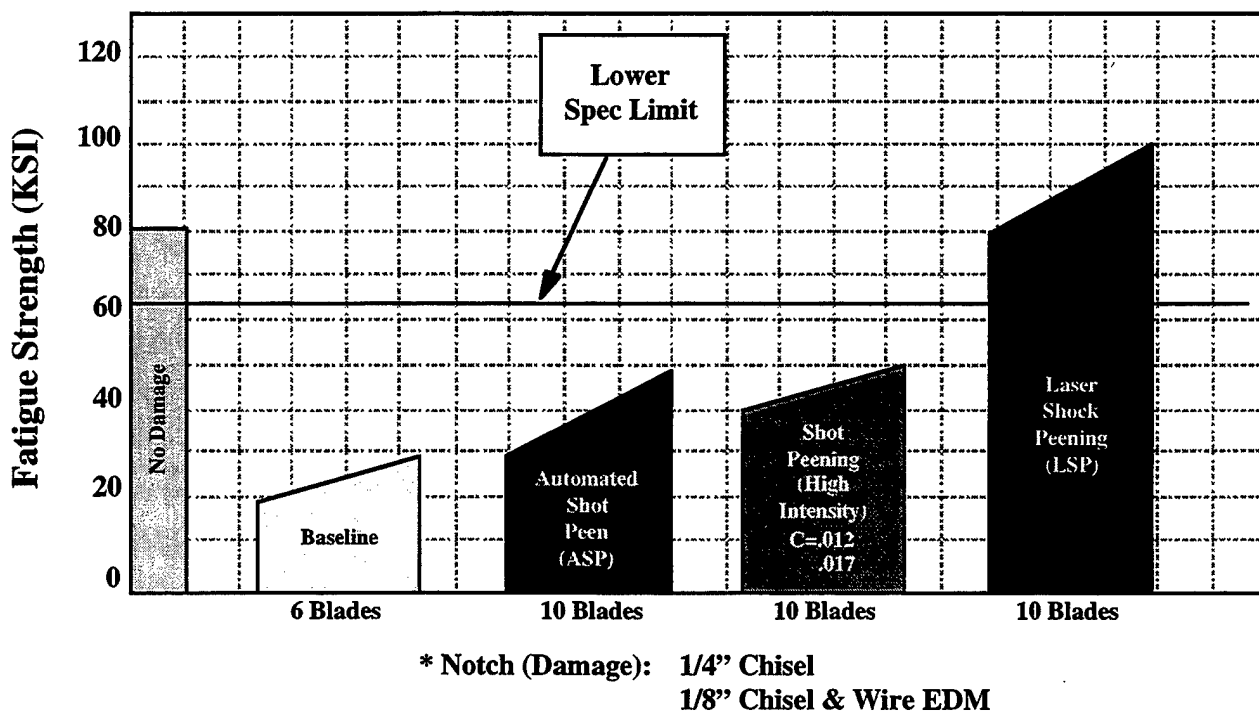 Fatigue Strength (KSI)
120
100
80
60
40
20
0
Lower
Spec Limit
No Damage
Baseline
Automated
Shot
Peen
(ASP)
Shot
Peening
(High
Intensity)
C=.012
.017
Laser
Shock
Peening
(LSP)
6 Blades
10 Blades
10 Blades
10 Blades
* Notch (Damage): 1/4” Chisel
1/8” Chisel & Wire EDM